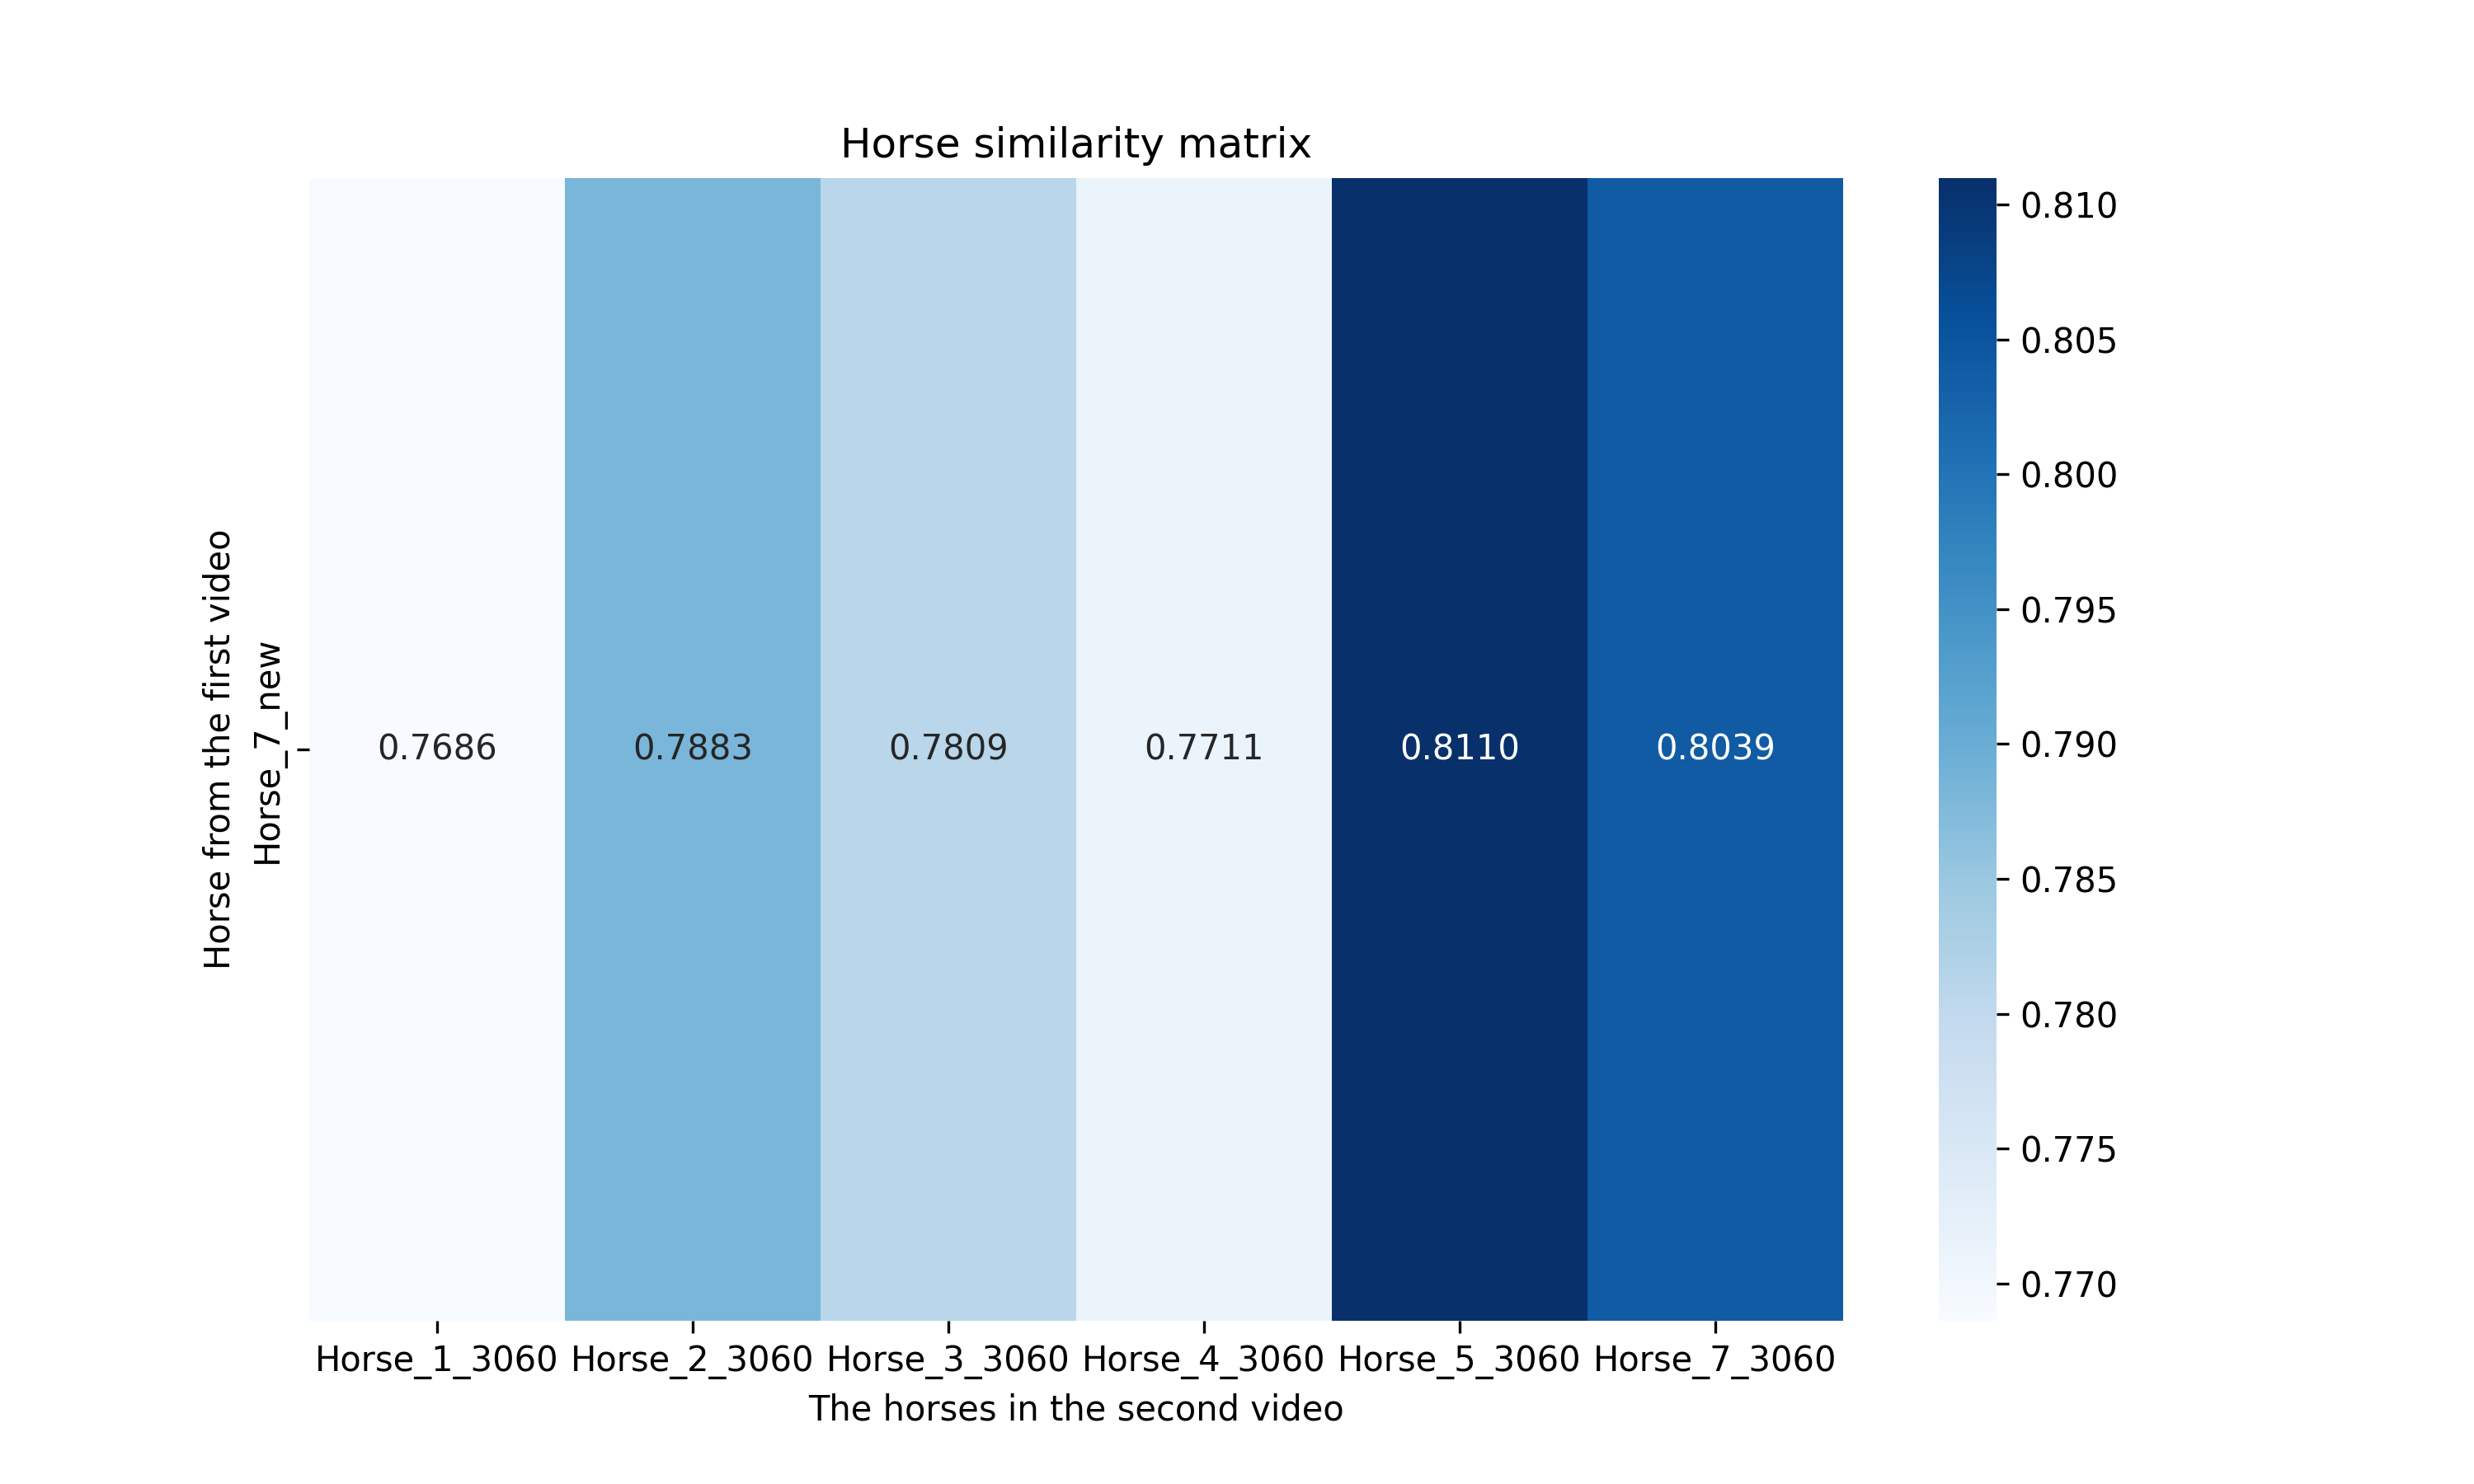 Horse similarity matrix
Horse from the first video
Horse_7_new
0.7686 0.7883 0.7809 0.7711 0.8110 0.8039
Horse_1_3060 Horse_2_3060 Horse_3_3060 Horse_4_3060 Horse_5_3060 Horse_7_3060
The horses in the second video
0.810
0.805
0.800
0.795
0.790
0.785
0.780
0.775
0.770